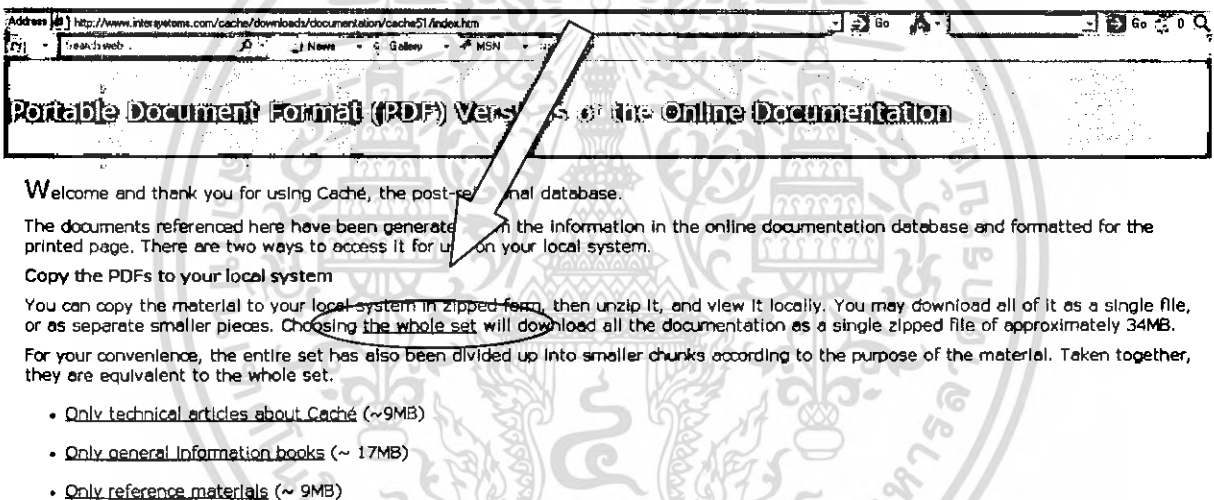 Address http://www.intersystems.com/cache/downloads/documentation/cache51/index.htm Go Go 0
Search web News Gallery MSN
Portable Document Format (PDF) Vers s of the Online Documentation
Welcome and thank you for using Caché, the post-rel nal database.
The documents referenced here have been generate the information in the online documentation database and formatted for the
printed page. There are two ways to access it for u on your local system.
Copy the PDFs to your local system
You can copy the material to your local system in zipped form, then unzip it, and view it locally. You may download all of it as a single file,
or as separate smaller pieces. Choosing the whole set will download all the documentation as a single zipped file of approximately 34MB.
For your convenience, the entire set has also been divided up into smaller chunks according to the purpose of the material. Taken together,
they are equivalent to the whole set.
• Only technical articles about Caché (~9MB)
• Only general information books (~ 17MB)
• Only reference materials (~ 9MB)